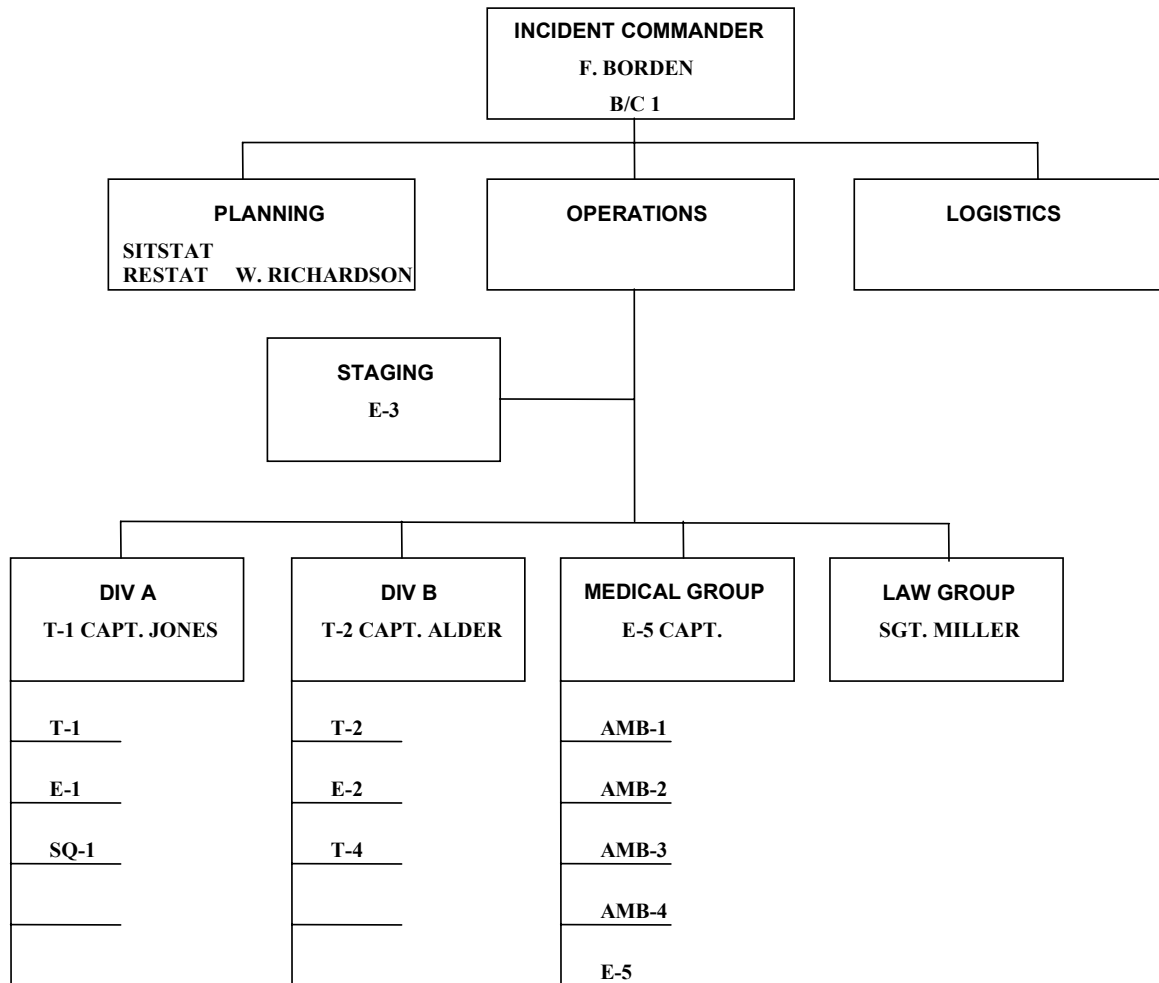 INCIDENT COMMANDER
F. BORDEN
B/C 1
PLANNING
SITSTAT
RESTAT W. RICHARDSON
OPERATIONS
LOGISTICS
STAGING
E-3
DIV A
T-1 CAPT. JONES
T-1
E-1
SQ-1
DIV B
T-2 CAPT. ALDER
T-2
E-2
T-4
MEDICAL GROUP
E-5 CAPT.
AMB-1
AMB-2
AMB-3
AMB-4
E-5
LAW GROUP
SGT. MILLER